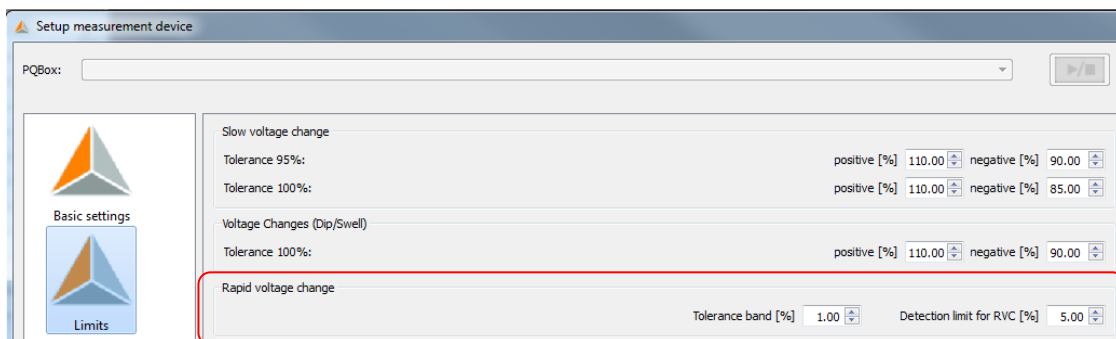 Setup measurement device
PQBox:
Slow voltage change
Tolerance 95%: positive [%] 110.00 negative [%] 90.00
Tolerance 100%: positive [%] 110.00 negative [%] 85.00
Basic settings
Voltage Changes (Dip/Swell)
Tolerance 100%: positive [%] 110.00 negative [%] 90.00
Rapid voltage change
Tolerance band [%] 1.00 Detection limit for RVC [%] 5.00
Limits